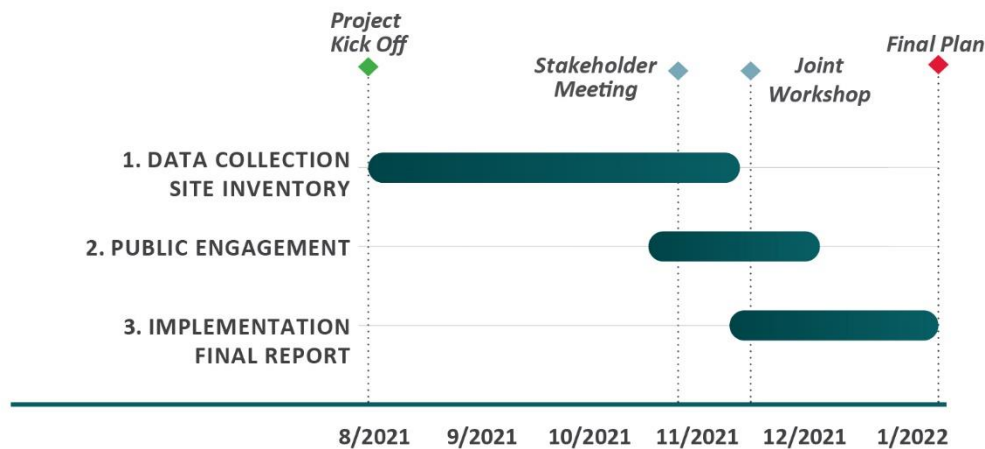 Project
Kick Off
Stakeholder
Meeting
Joint
Workshop
Final Plan
1. DATA COLLECTION
SITE INVENTORY
2. PUBLIC ENGAGEMENT
3. IMPLEMENTATION
FINAL REPORT
8/2021 9/2021 10/2021 11/2021 12/2021 1/2022